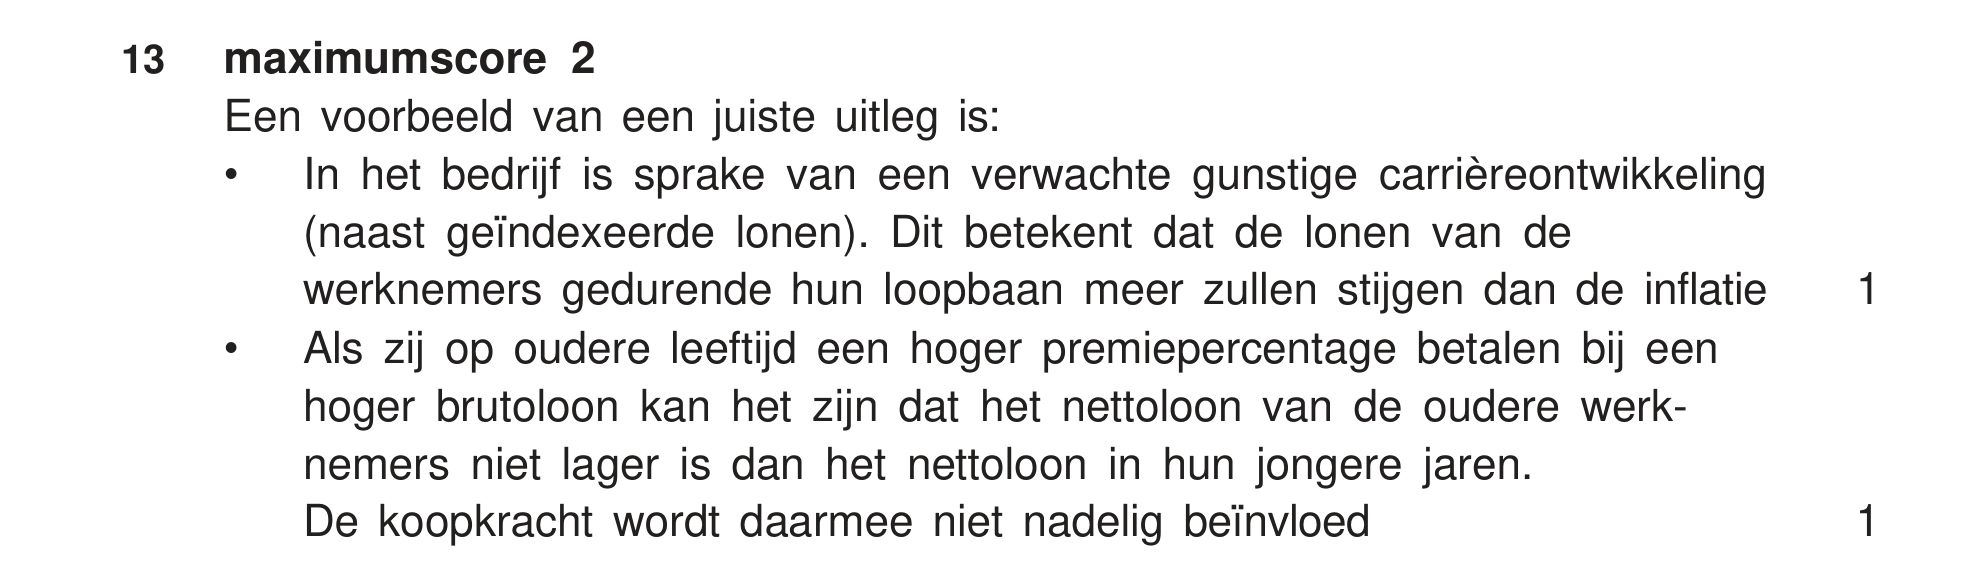 13 maximumscore 2
Een voorbeeld van een juiste uitleg is:
• In het bedrijf is sprake van een verwachte gunstige carrièreontwikkeling
(naast geïndexeerde lonen). Dit betekent dat de lonen van de
werknemers gedurende hun loopbaan meer zullen stijgen dan de inflatie 1
• Als zij op oudere leeftijd een hoger premiepercentage betalen bij een
hoger brutoloon kan het zijn dat het nettoloon van de oudere werk-
nemers niet lager is dan het nettoloon in hun jongere jaren.
De koopkracht wordt daarmee niet nadelig beïnvloed 1